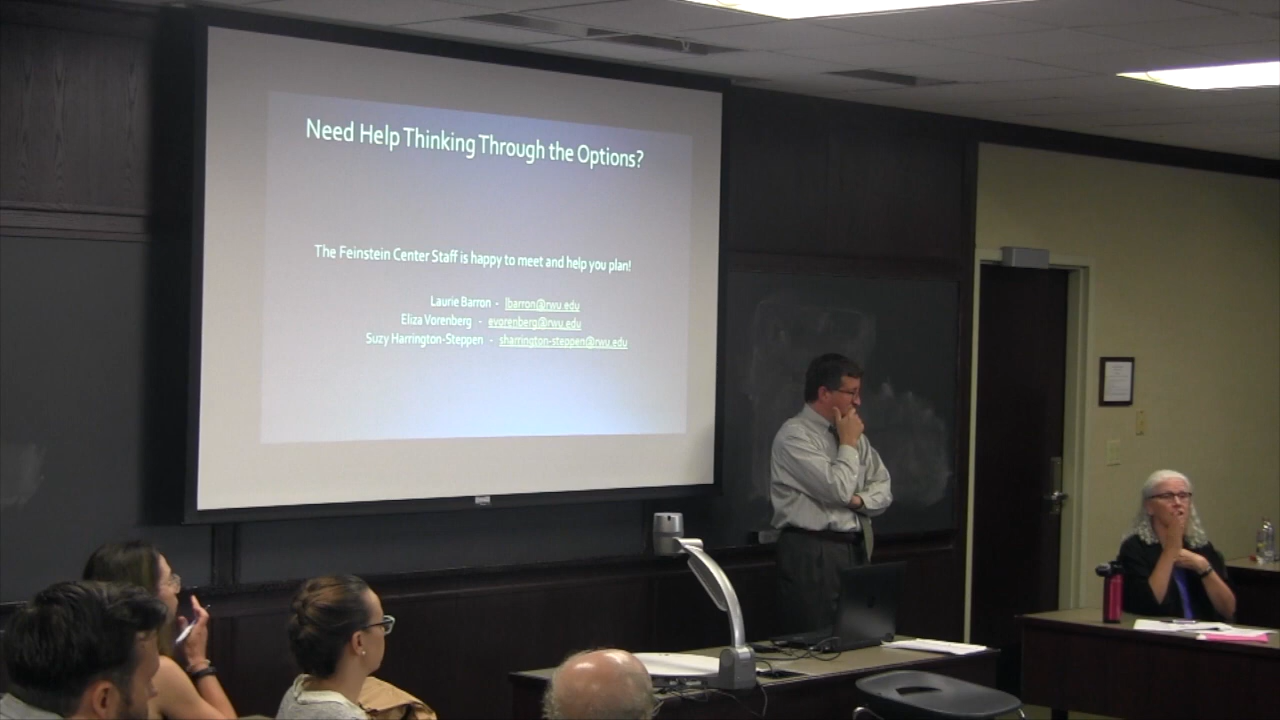 Need Help Thinking Through the Options?
The Feinstein Center Staff is happy to meet and help you plan!
Laurie Barron - lbarron@rwu.edu
Eliza Vorenberg - evorenberg@rwu.edu
Suzy Harrington-Steppen - sharrington-steppen@rwu.edu